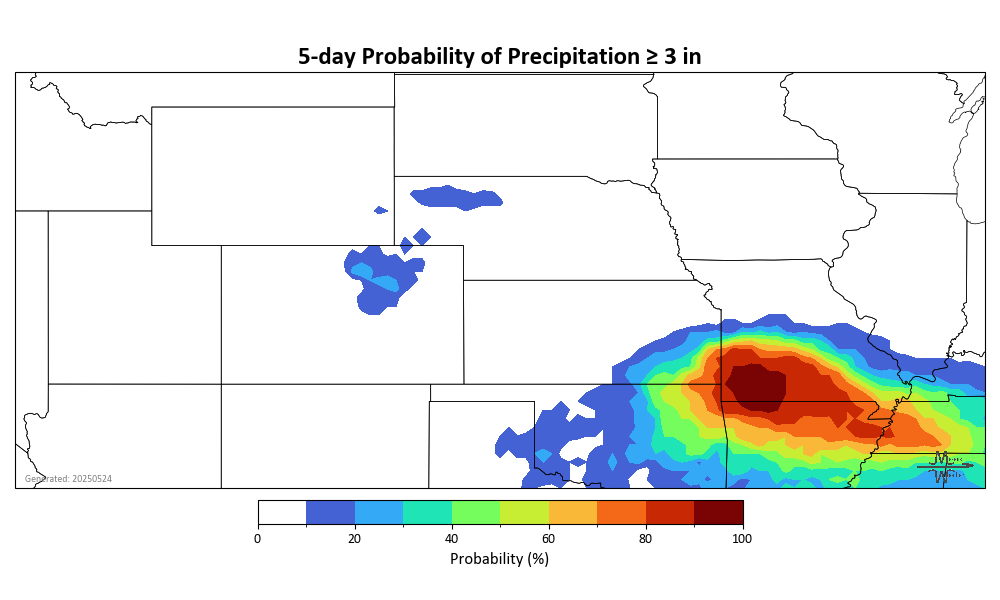 5-day Probability of Precipitation ≥ 3 in
Generated: 20250524
0 20 40 60 80 100
Probability (%)